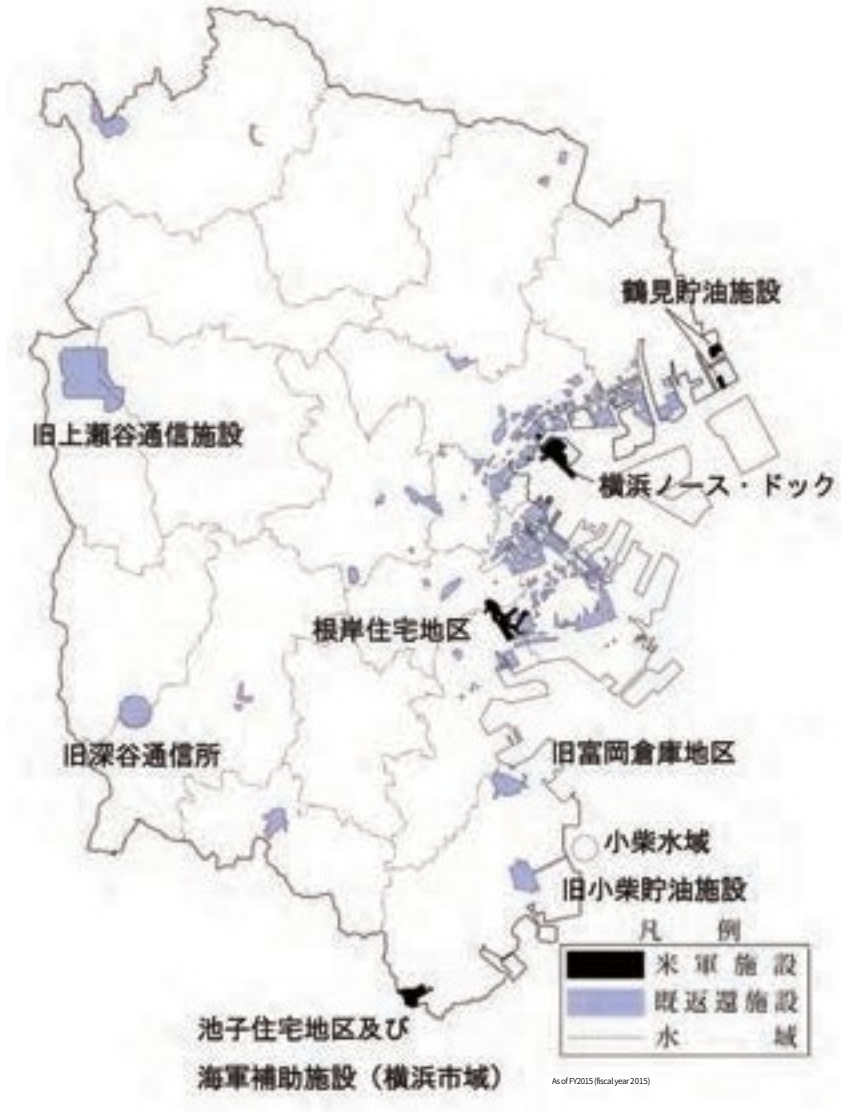 鶴見貯油施設
旧上瀬谷通信施設
横浜ノース・ドック
根岸住宅地区
旧深谷通信所
旧富岡倉庫地区
小柴水域
旧小柴貯油施設
凡 例
米軍施設
既返還施設
水 域
池子住宅地区及び
海軍補助施設（横浜市域）
As of FY2015 (fiscal year 2015)